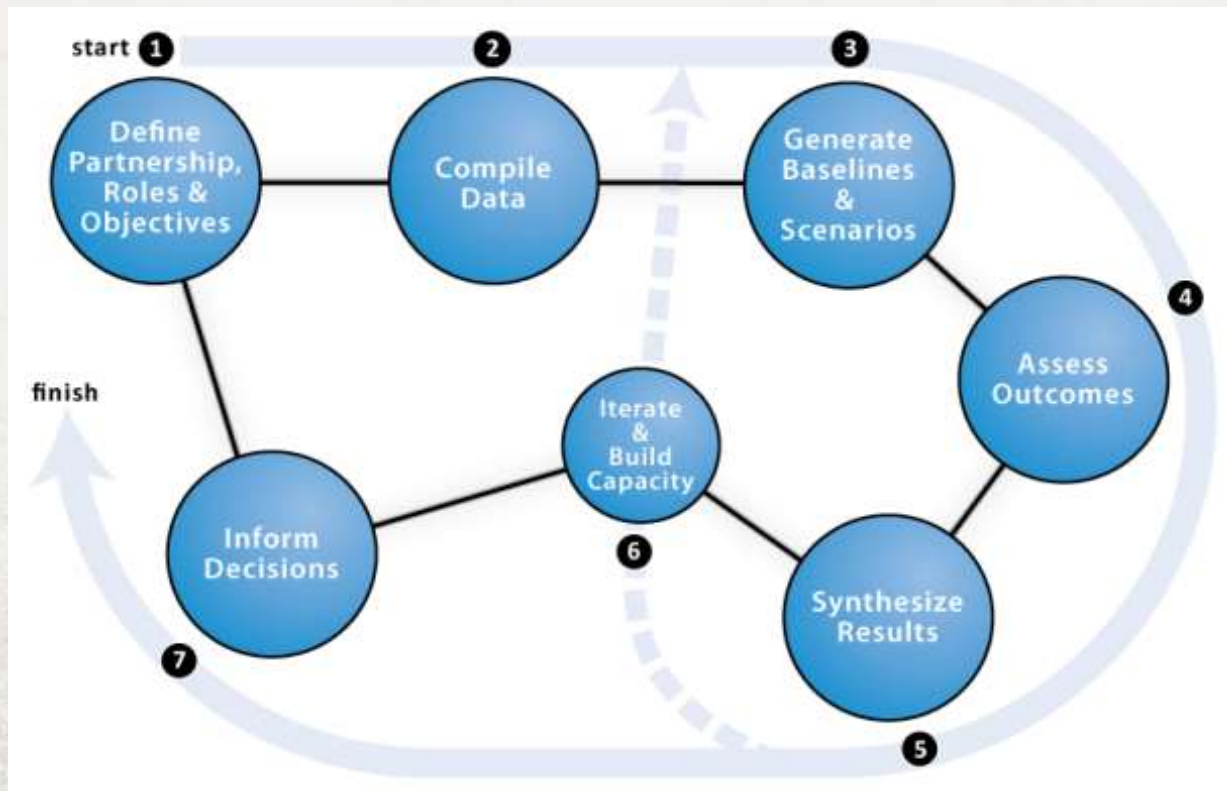 start 1
Define
Partnership,
Roles &
Objectives
2
Compile
Data
3
Generate
Baselines
&
Scenarios
4
Assess
Outcomes
5
Synthesize
Results
6
Iterate
&
Build
Capacity
7
Inform
Decisions
finish